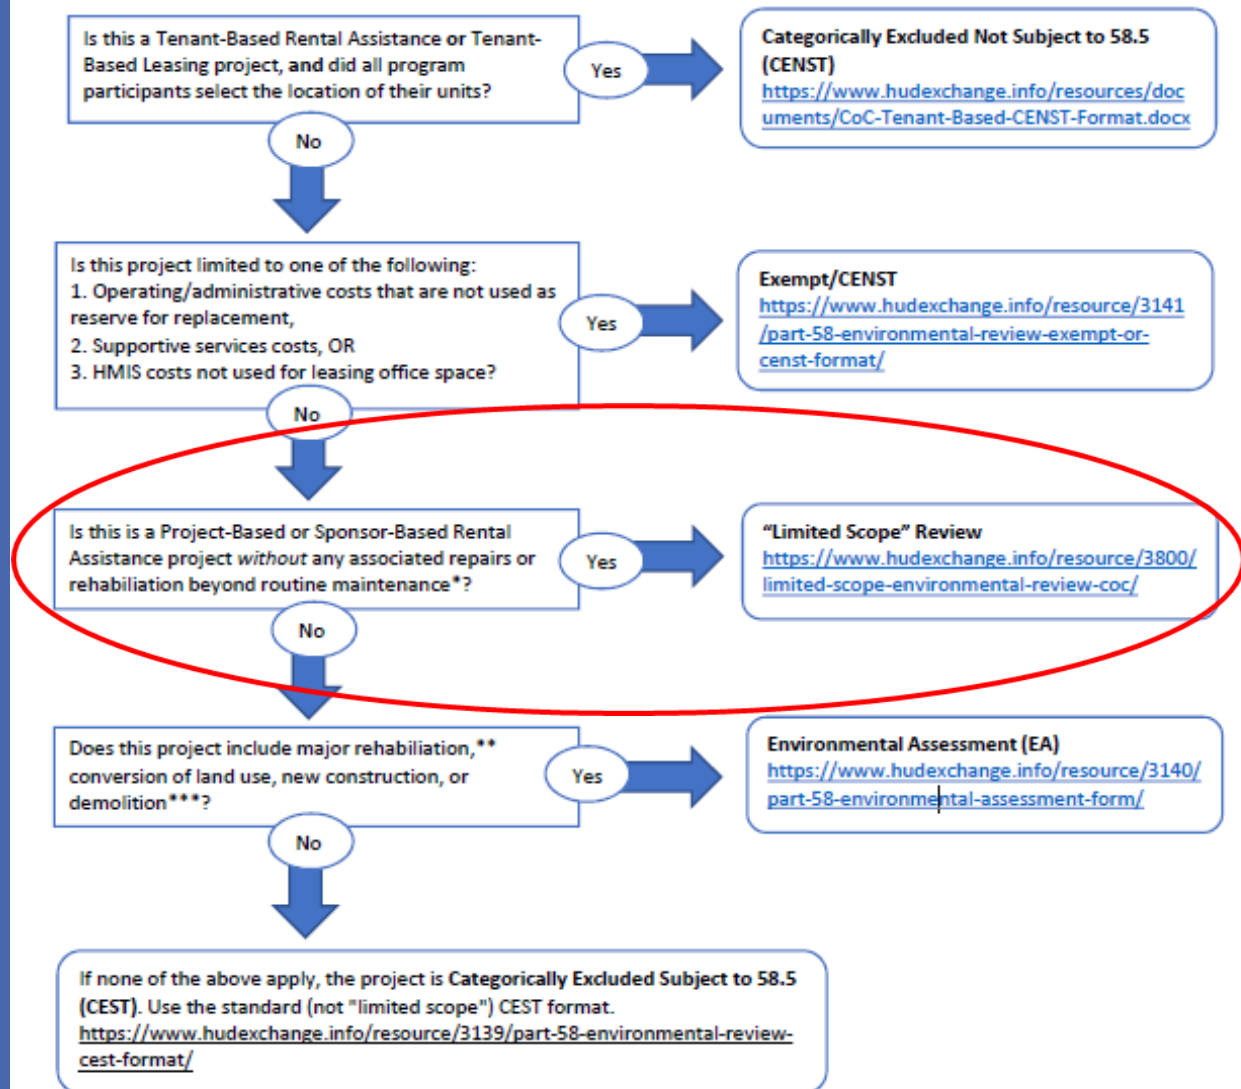 Is this a Tenant-Based Rental Assistance or Tenant-
Based Leasing project, and did all program
participants select the location of their units?
Yes
Categorically Excluded Not Subject to 58.5
(CENST)
https://www.hudexchange.info/resources/doc
uments/CoC-Tenant-Based-CENST-Format.docx
No
Is this project limited to one of the following:
1. Operating/administrative costs that are not used as
reserve for replacement,
2. Supportive services costs, OR
3. HMIS costs not used for leasing office space?
Yes
Exempt/CENST
https://www.hudexchange.info/resource/3141
/part-58-environmental-review-exempt-or-
censt-format/
No
Is this is a Project-Based or Sponsor-Based Rental
Assistance project without any associated repairs or
rehabiliation beyond routine maintenance*?
Yes
“Limited Scope” Review
https://www.hudexchange.info/resource/3800/
limited-scope-environmental-review-coc/
No
Does this project include major rehabiliation,**
conversion of land use, new construction, or
demolition***?
Yes
Environmental Assessment (EA)
https://www.hudexchange.info/resource/3140/
part-58-environmental-assessment-form/
No
If none of the above apply, the project is Categorically Excluded Subject to 58.5
(CEST). Use the standard (not "limited scope") CEST format.
https://www.hudexchange.info/resource/3139/part-58-environmental-review-
cest-format/